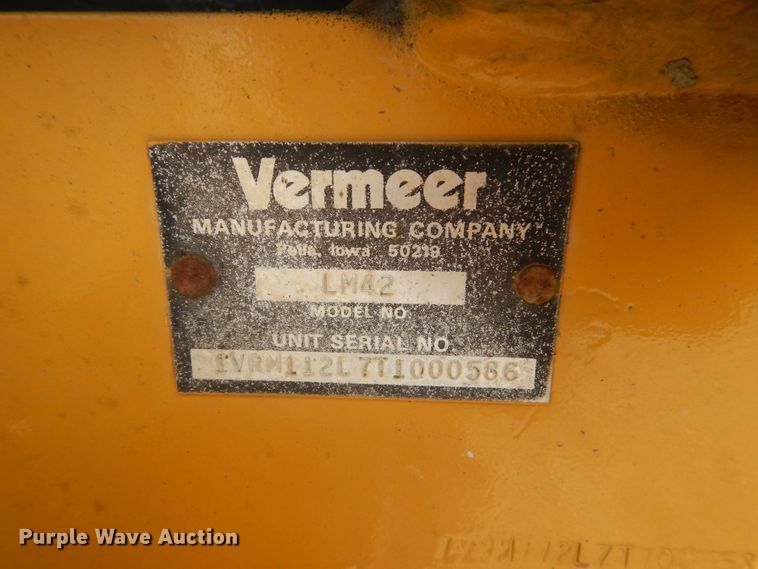 Vermeer
MANUFACTURING COMPANY
Pella, Iowa 50219
LM42
MODEL NO.
UNIT SERIAL NO.
1VRM112L7T1000566
Purple Wave Auction